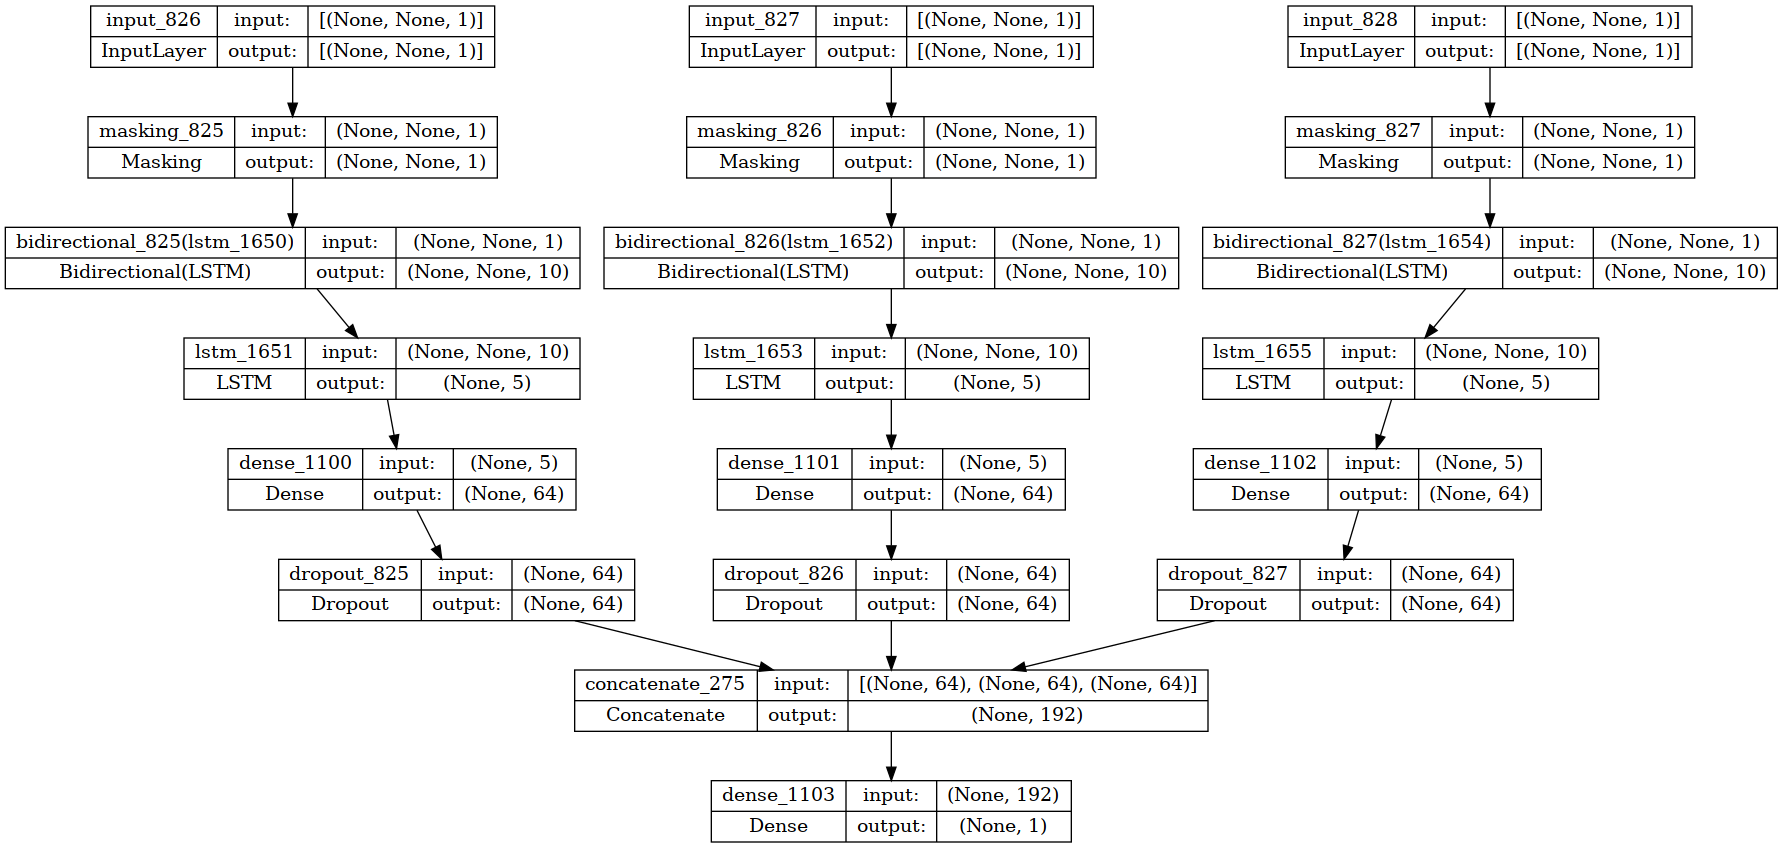 input_826 input: [(None, None, 1)]
InputLayer output: [(None, None, 1)]
input_827 input: [(None, None, 1)]
InputLayer output: [(None, None, 1)]
input_828 input: [(None, None, 1)]
InputLayer output: [(None, None, 1)]
masking_825 input: (None, None, 1)
Masking output: (None, None, 1)
masking_826 input: (None, None, 1)
Masking output: (None, None, 1)
masking_827 input: (None, None, 1)
Masking output: (None, None, 1)
bidirectional_825(lstm_1650) input: (None, None, 1)
Bidirectional(LSTM) output: (None, None, 10)
bidirectional_826(lstm_1652) input: (None, None, 1)
Bidirectional(LSTM) output: (None, None, 10)
bidirectional_827(lstm_1654) input: (None, None, 1)
Bidirectional(LSTM) output: (None, None, 10)
lstm_1651 input: (None, None, 10)
LSTM output: (None, 5)
lstm_1653 input: (None, None, 10)
LSTM output: (None, 5)
lstm_1655 input: (None, None, 10)
LSTM output: (None, 5)
dense_1100 input: (None, 5)
Dense output: (None, 64)
dense_1101 input: (None, 5)
Dense output: (None, 64)
dense_1102 input: (None, 5)
Dense output: (None, 64)
dropout_825 input: (None, 64)
Dropout output: (None, 64)
dropout_826 input: (None, 64)
Dropout output: (None, 64)
dropout_827 input: (None, 64)
Dropout output: (None, 64)
concatenate_275 input: [(None, 64), (None, 64), (None, 64)]
Concatenate output: (None, 192)
dense_1103 input: (None, 192)
Dense output: (None, 1)